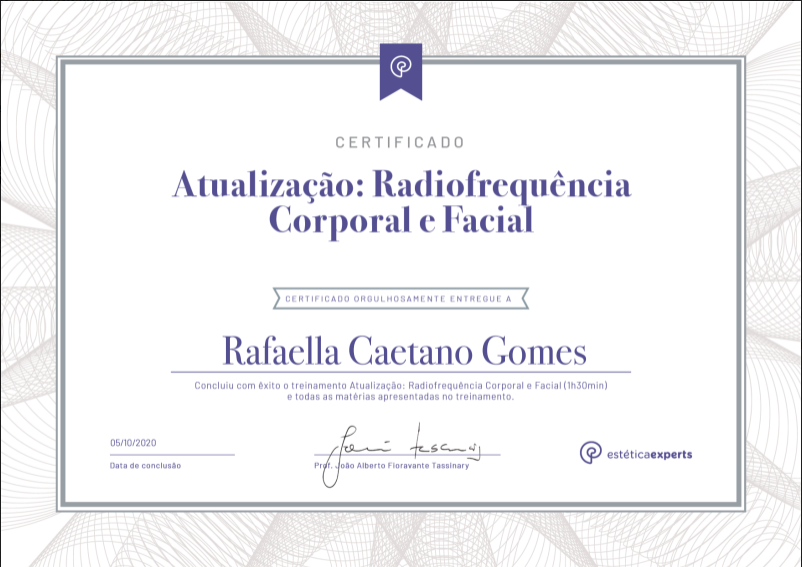 CERTIFICADO
Atualização: Radiofrequência
Corporal e Facial
CERTIFICADO ORGULHOSAMENTE ENTREGUE A
Rafaella Caetano Gomes
Concluiu com êxito o treinamento Atualização: Radiofrequência Corporal e Facial (1h30min)
e todas as matérias apresentadas no treinamento.
05/10/2020
Data de conclusão
João Tassinary
Prof. João Alberto Fioravante Tassinary
estéticaexperts